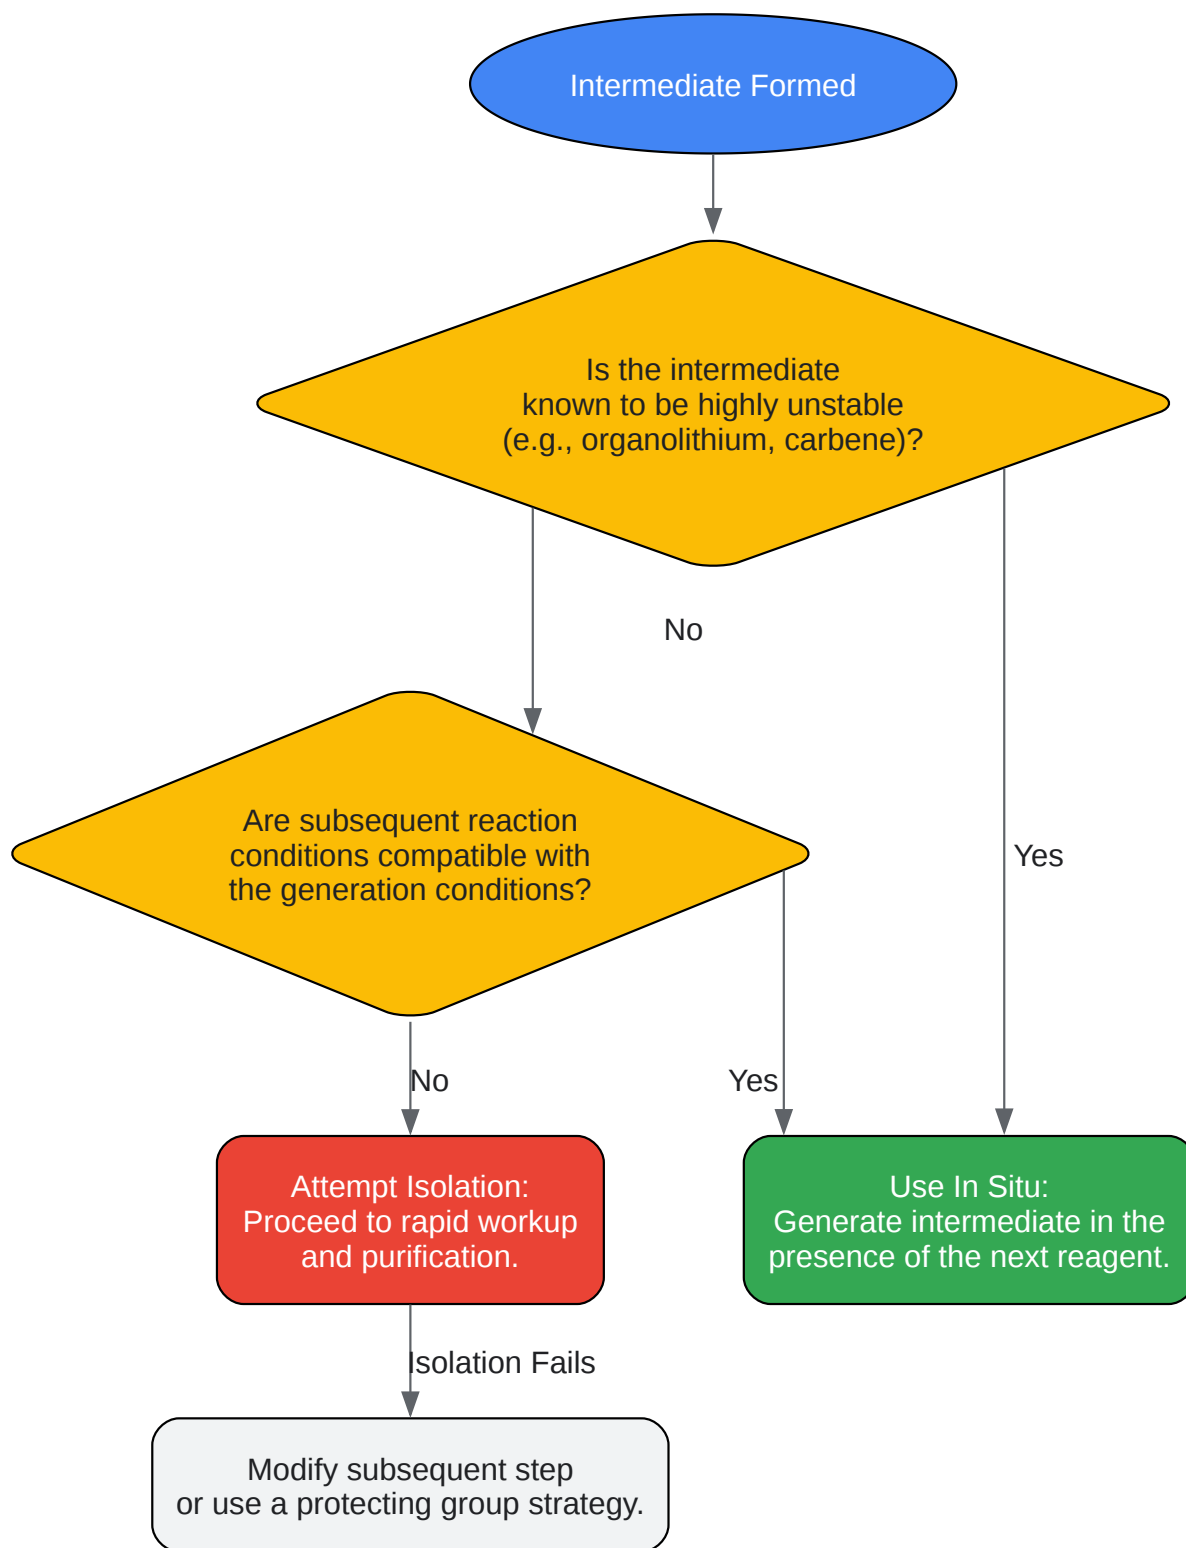 Intermediate Formed
Is the intermediate
known to be highly unstable
(e.g., organolithium, carbene)?
No
Are subsequent reaction
conditions compatible with
the generation conditions?
Yes
No
Yes
Attempt Isolation:
Proceed to rapid workup
and purification.
Use In Situ:
Generate intermediate in the
presence of the next reagent.
Isolation Fails
Modify subsequent step
or use a protecting group strategy.